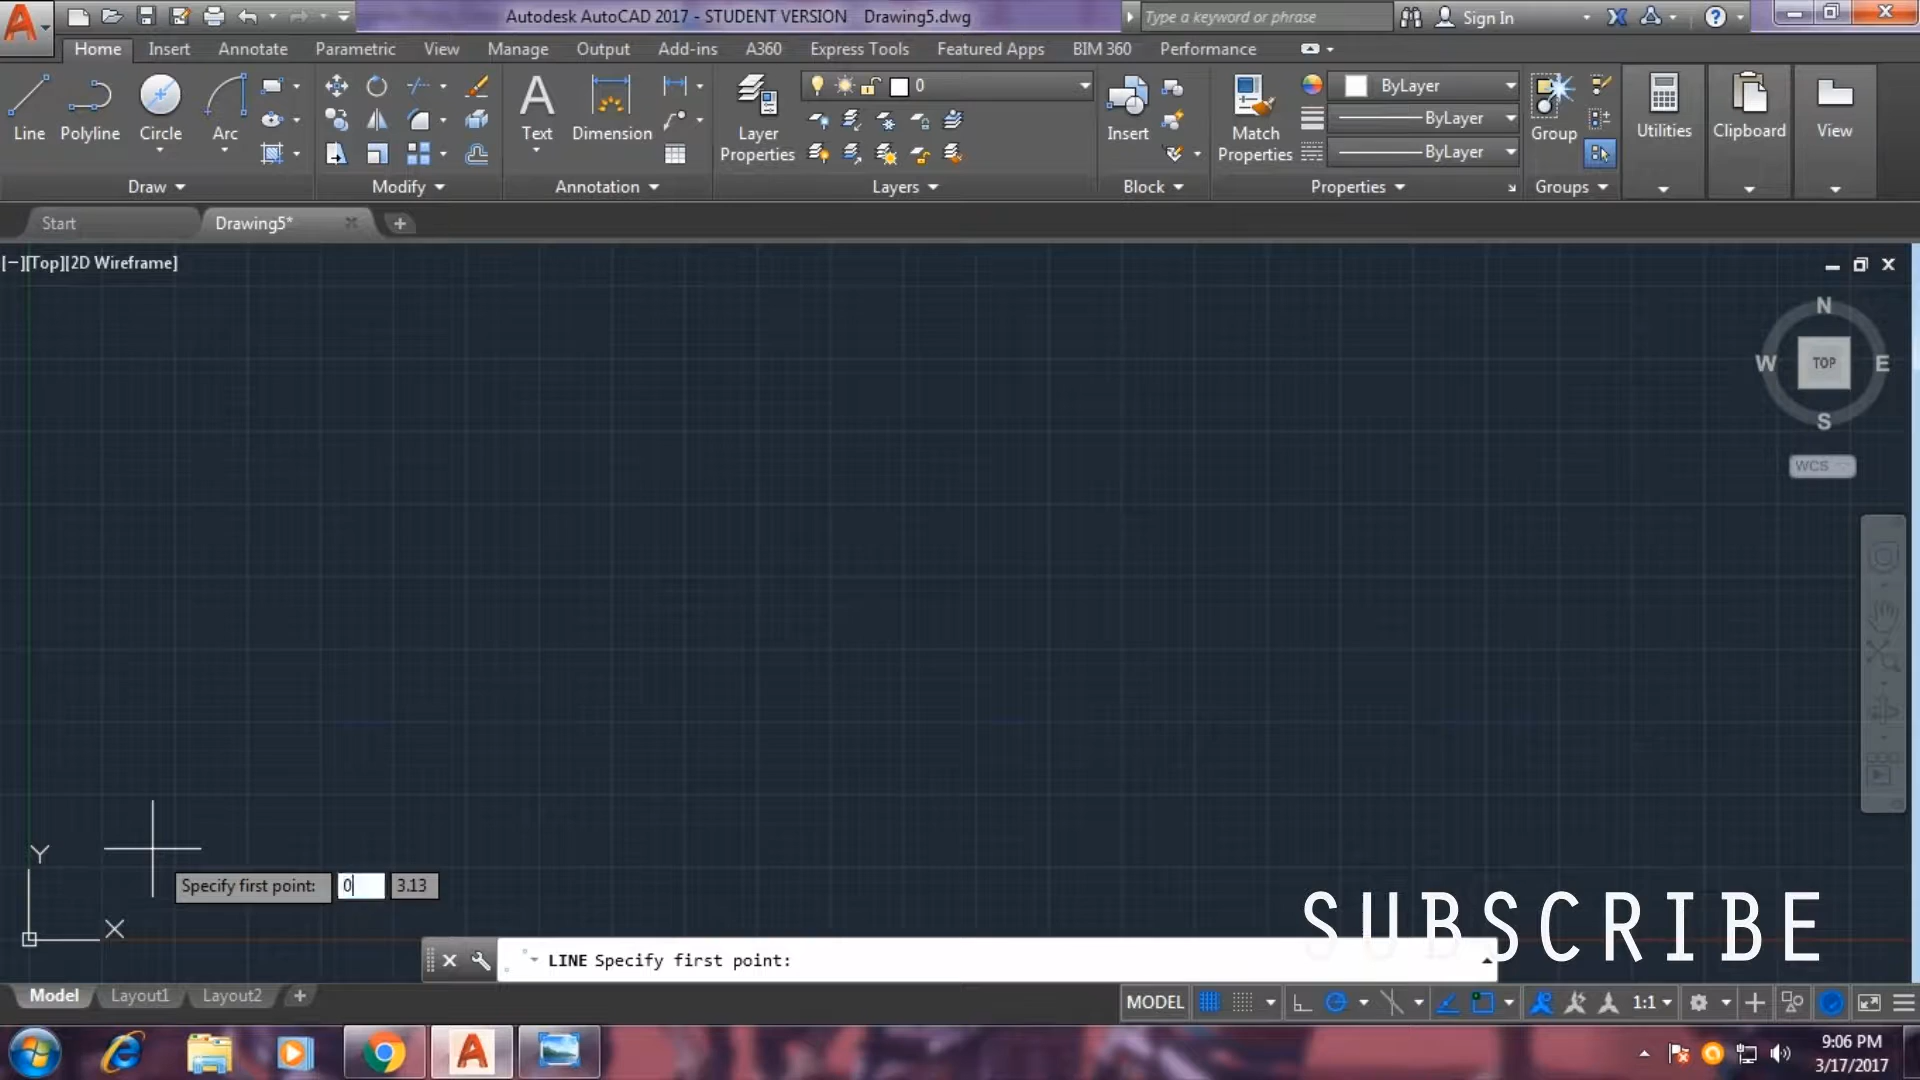 Autodesk AutoCAD 2017 - STUDENT VERSION Drawing5.dwg
Type a keyword or phrase
Sign In
Home Insert Annotate Parametric View Manage Output Add-ins A360 Express Tools Featured Apps BIM 360 Performance
Line Polyline Circle Arc
Text Dimension
Layer Properties
0
Insert
Match Properties
ByLayer
ByLayer
ByLayer
Group
Utilities
Clipboard
View
Draw Modify Annotation Layers Block Properties Groups
Start Drawing5*
[−][Top][2D Wireframe]
N
W TOP E
S
WCS
Y
X
Specify first point: 0 3.13
SUBSCRIBE
LINE Specify first point:
Model Layout1 Layout2
MODEL 1:1
9:06 PM
3/17/2017